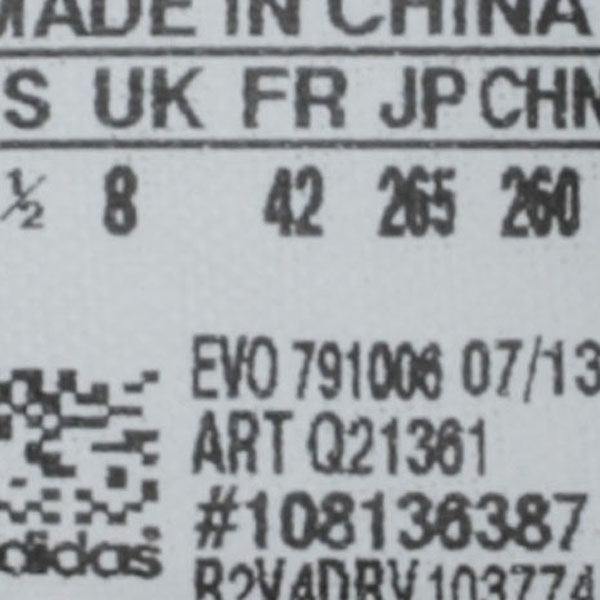 MADE IN CHINA
S UK FR JP CHN
½ 8 42 265 260
EVO 791006 07/13
ART Q21361
#108136387
adidas
R2V4DRV103774